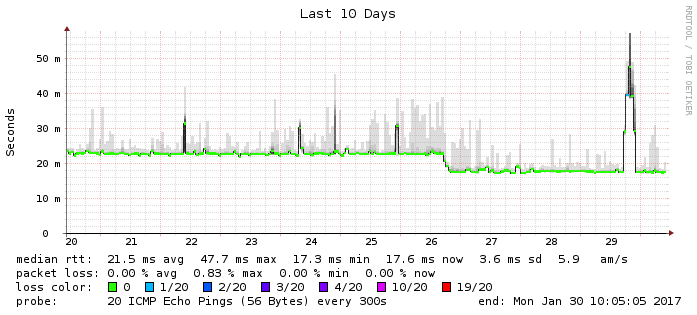 Last 10 Days
RRDTOOL / TOBI OETIKER
Seconds
50 m
40 m
30 m
20 m
10 m
0
20 21 22 23 24 25 26 27 28 29
median rtt: 21.5 ms avg 47.7 ms max 17.3 ms min 17.6 ms now 3.6 ms sd 5.9 am/s
packet loss: 0.00 % avg 0.83 % max 0.00 % min 0.00 % now
loss color: 0 1/20 2/20 3/20 4/20 10/20 19/20
probe: 20 ICMP Echo Pings (56 Bytes) every 300s end: Mon Jan 30 10:05:05 2017